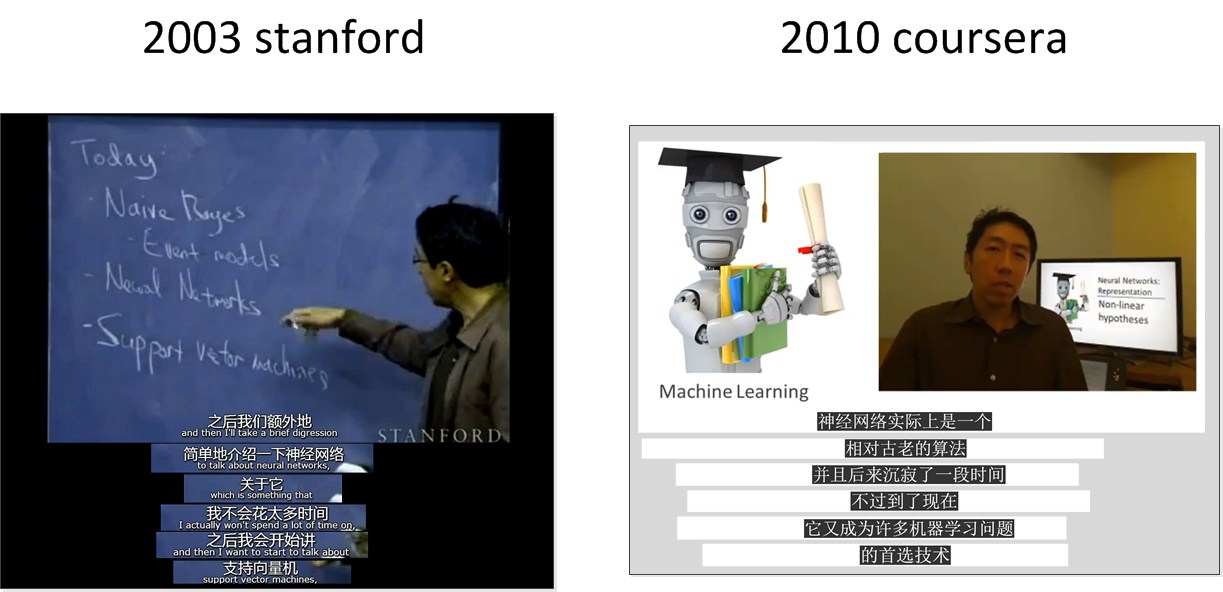 2003 stanford
2010 coursera
Today
- Naive Bayes
- Event models
- Neural Networks
- Support vector machines
之后我们额外地
and then I'll take a brief digression
STANFORD
简单地介绍一下神经网络
to talk about neural networks,
关于它
which is something that
我不会花太多时间
I actually won't spend a lot of time on,
之后我会开始讲
and then I want to start to talk about
支持向量机
support vector machines,
Neural Networks:
Representation
Non-linear
hypotheses
Machine Learning
神经网络实际上是一个
相对古老的算法
并且后来沉寂了一段时间
不过到了现在
它又成为许多机器学习问题
的首选技术